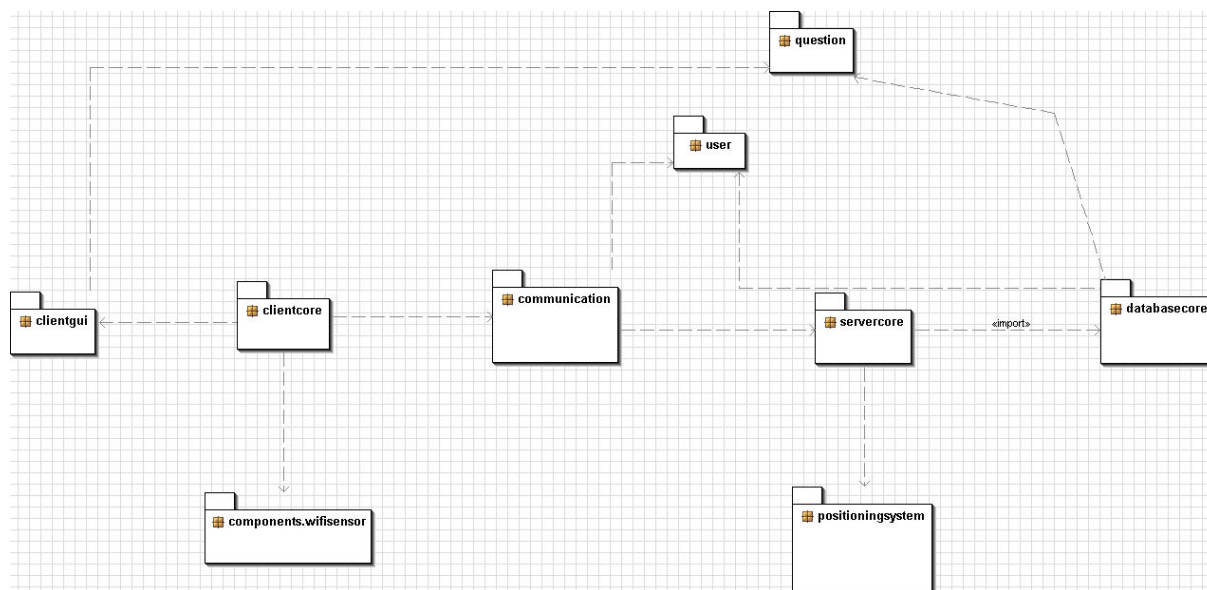 question
user
communication
clientcore
clientgui
servercore
«import»
databasecore
components.wifisensor
positioningsystem